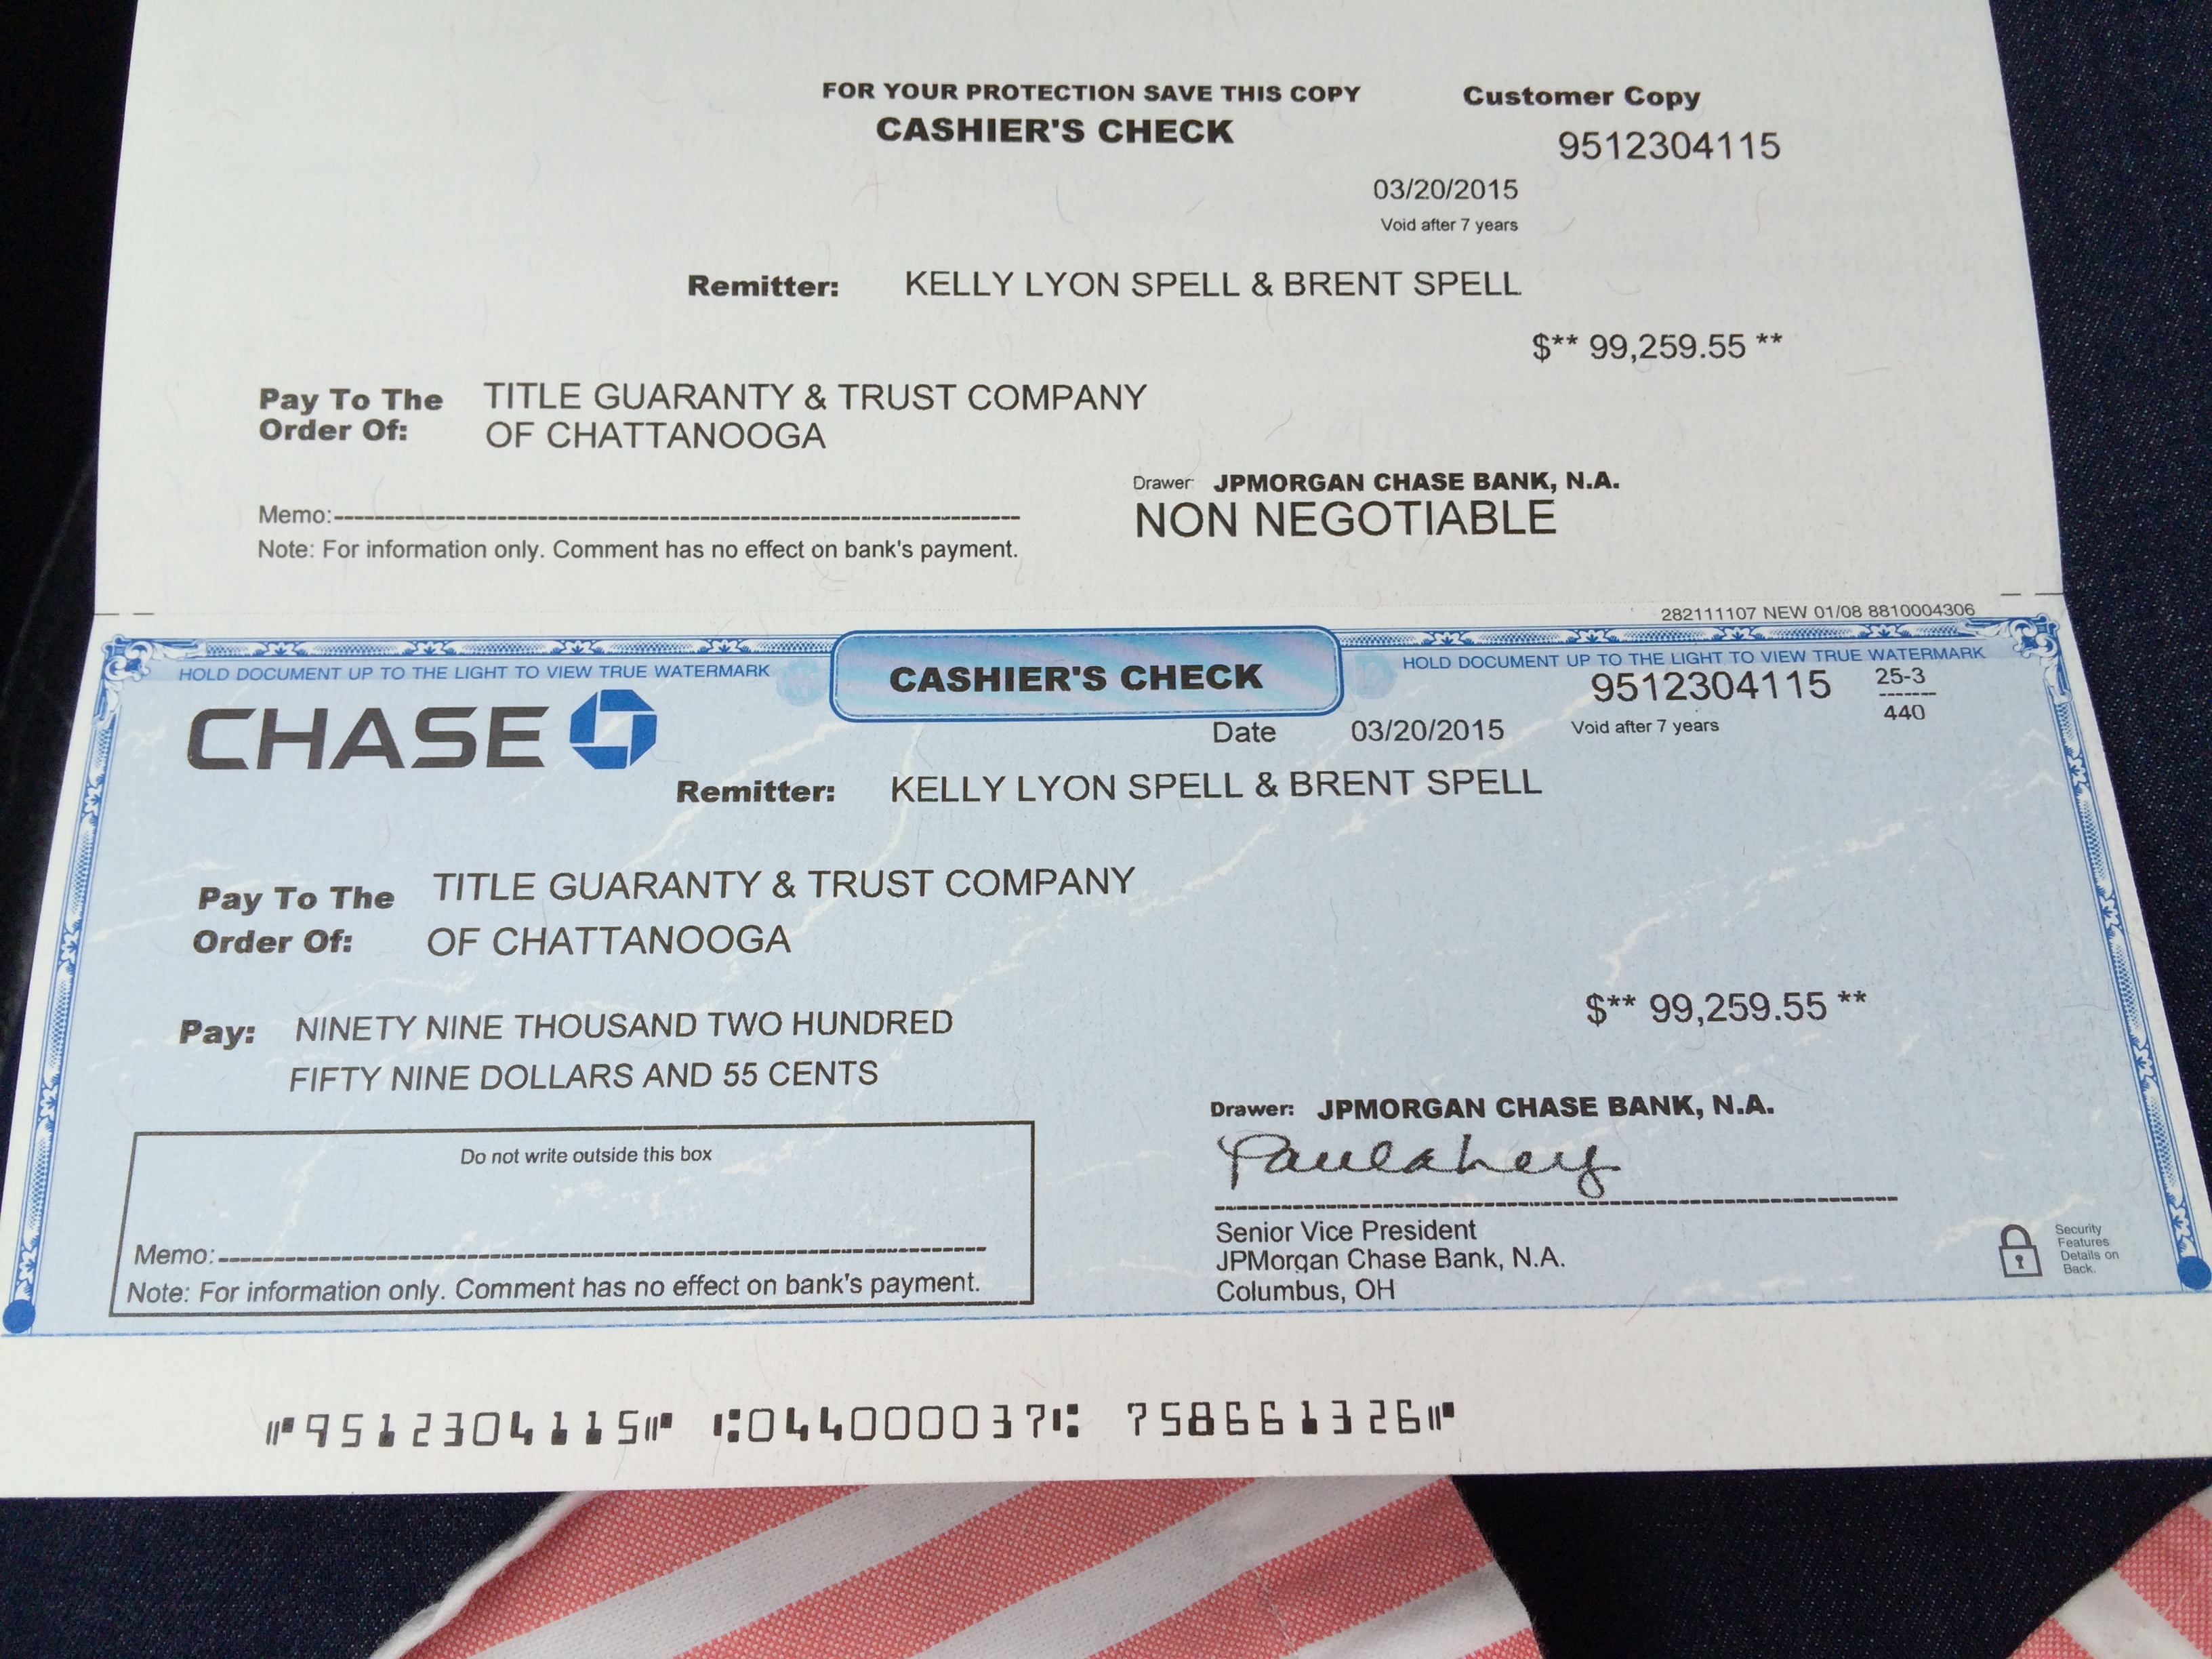 FOR YOUR PROTECTION SAVE THIS COPY
CASHIER'S CHECK
Customer Copy
9512304115
03/20/2015
Void after 7 years
Remitter: KELLY LYON SPELL & BRENT SPELL
$** 99,259.55 **
Pay To The TITLE GUARANTY & TRUST COMPANY
Order Of: OF CHATTANOOGA
Drawer: JPMORGAN CHASE BANK, N.A.
NON NEGOTIABLE
Memo:
Note: For information only. Comment has no effect on bank's payment.
282111107 NEW 01/08 8810004306
HOLD DOCUMENT UP TO THE LIGHT TO VIEW TRUE WATERMARK
CASHIER'S CHECK
HOLD DOCUMENT UP TO THE LIGHT TO VIEW TRUE WATERMARK
CHASE
9512304115
25-3
440
Date 03/20/2015 Void after 7 years
Remitter: KELLY LYON SPELL & BRENT SPELL
Pay To The TITLE GUARANTY & TRUST COMPANY
Order Of: OF CHATTANOOGA
Pay: NINETY NINE THOUSAND TWO HUNDRED
FIFTY NINE DOLLARS AND 55 CENTS
$** 99,259.55 **
Do not write outside this box
Memo:
Note: For information only. Comment has no effect on bank's payment.
Drawer: JPMORGAN CHASE BANK, N.A.
Senior Vice President
JPMorgan Chase Bank, N.A.
Columbus, OH
Security
Features
Details on
Back.
⑈9512304115⑈ ⑆044000037⑆ 758661326⑈